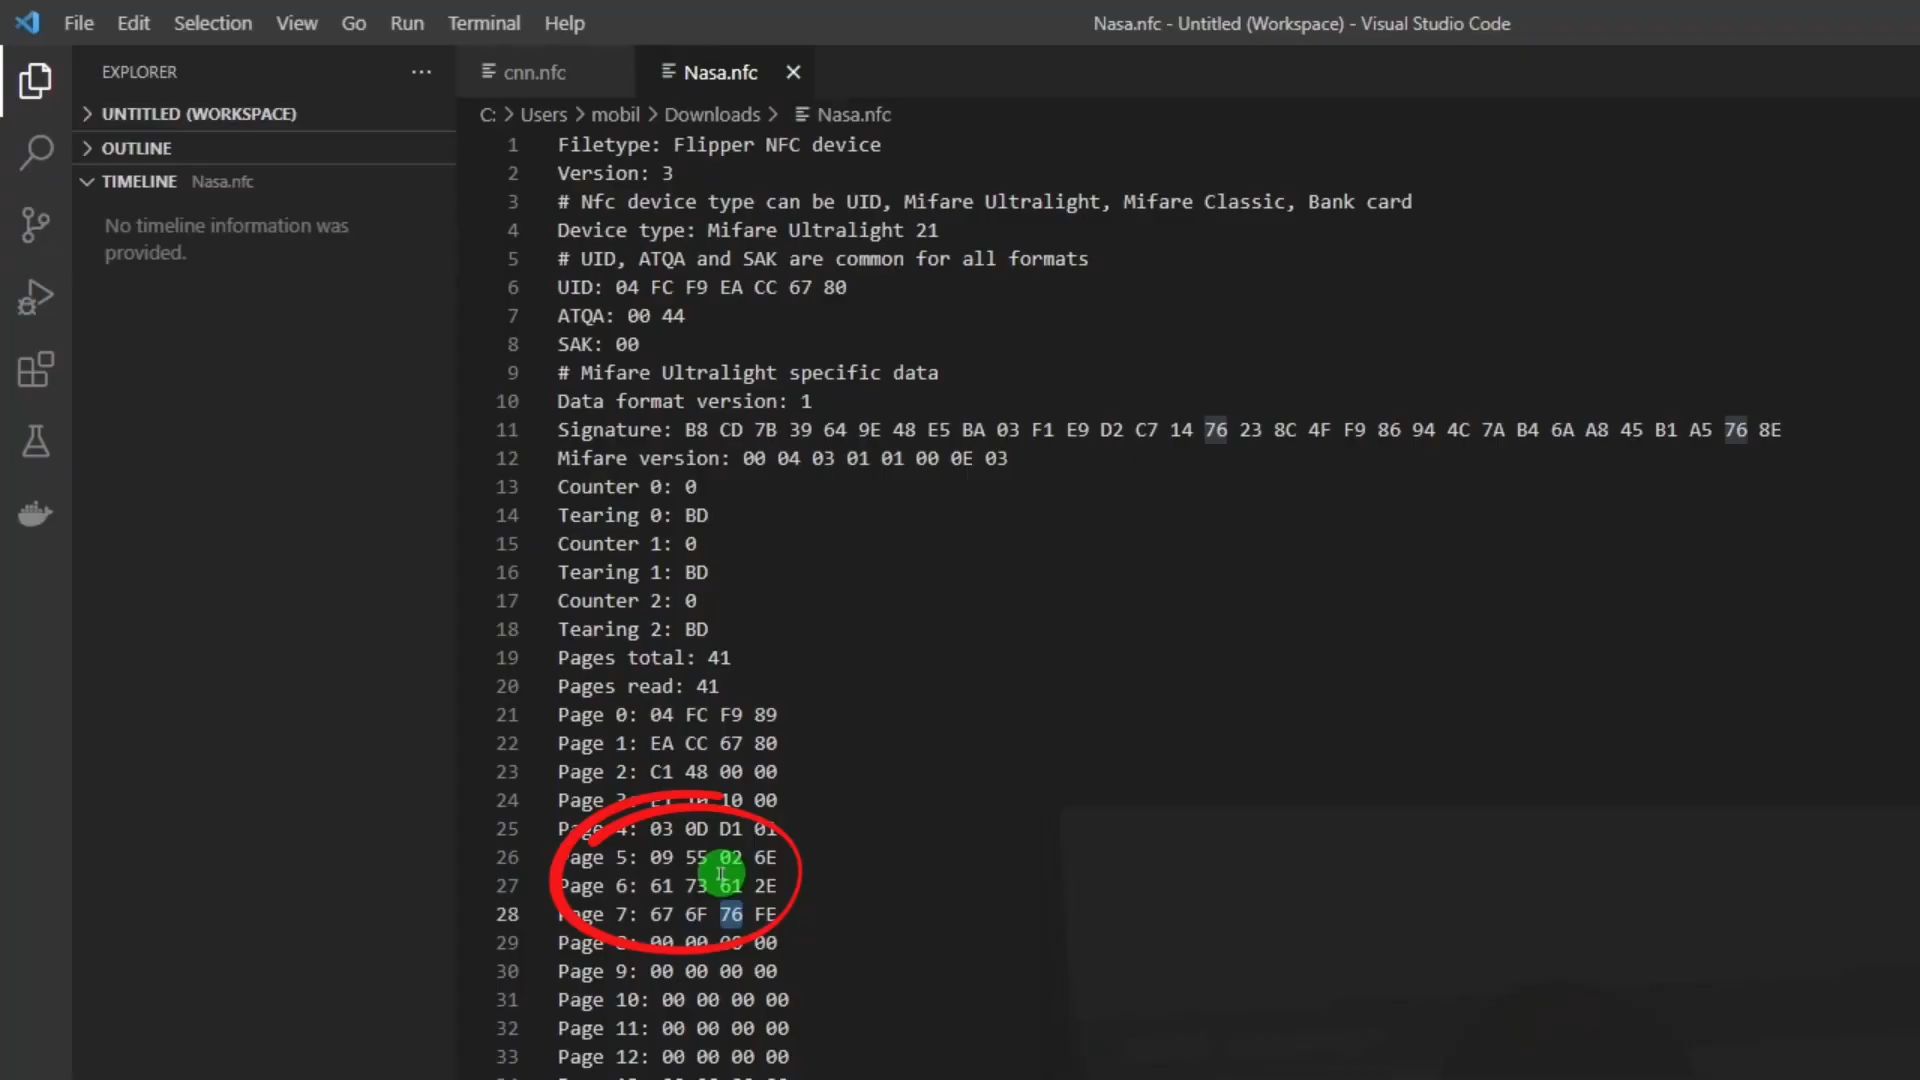 File Edit Selection View Go Run Terminal Help
Nasa.nfc - Untitled (Workspace) - Visual Studio Code
EXPLORER
cnn.nfc
Nasa.nfc
UNTITLED (WORKSPACE)
OUTLINE
TIMELINE Nasa.nfc
No timeline information was
provided.
C: > Users > mobil > Downloads > Nasa.nfc
1 Filetype: Flipper NFC device
2 Version: 3
3 # Nfc device type can be UID, Mifare Ultralight, Mifare Classic, Bank card
4 Device type: Mifare Ultralight 21
5 # UID, ATQA and SAK are common for all formats
6 UID: 04 FC F9 EA CC 67 80
7 ATQA: 00 44
8 SAK: 00
9 # Mifare Ultralight specific data
10 Data format version: 1
11 Signature: B8 CD 7B 39 64 9E 48 E5 BA 03 F1 E9 D2 C7 14 76 23 8C 4F F9 86 94 4C 7A B4 6A A8 45 B1 A5 76 8E
12 Mifare version: 00 04 03 01 01 00 0E 03
13 Counter 0: 0
14 Tearing 0: BD
15 Counter 1: 0
16 Tearing 1: BD
17 Counter 2: 0
18 Tearing 2: BD
19 Pages total: 41
20 Pages read: 41
21 Page 0: 04 FC F9 89
22 Page 1: EA CC 67 80
23 Page 2: C1 48 00 00
24 Page 3: E1 10 10 00
25 Page 4: 03 0D D1 01
26 Page 5: 09 55 02 6E
27 Page 6: 61 73 61 2E
28 Page 7: 67 6F 76 FE
29 Page 8: 00 00 00 00
30 Page 9: 00 00 00 00
31 Page 10: 00 00 00 00
32 Page 11: 00 00 00 00
33 Page 12: 00 00 00 00